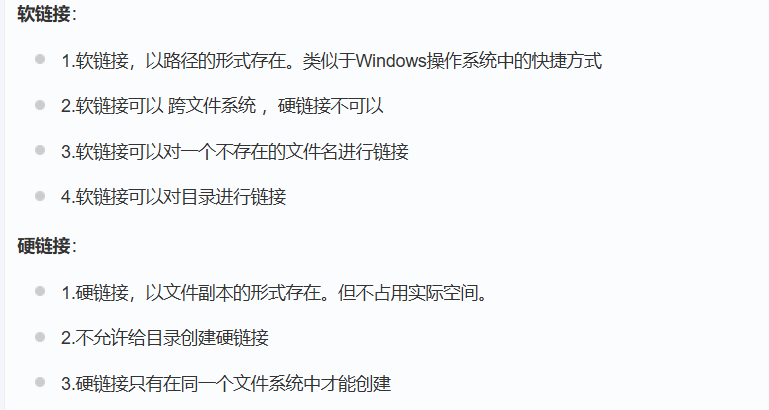 软链接：
1.软链接，以路径的形式存在。类似于Windows操作系统中的快捷方式
2.软链接可以 跨文件系统 ，硬链接不可以
3.软链接可以对一个不存在的文件名进行链接
4.软链接可以对目录进行链接
硬链接：
1.硬链接，以文件副本的形式存在。但不占用实际空间。
2.不允许给目录创建硬链接
3.硬链接只有在同一个文件系统中才能创建